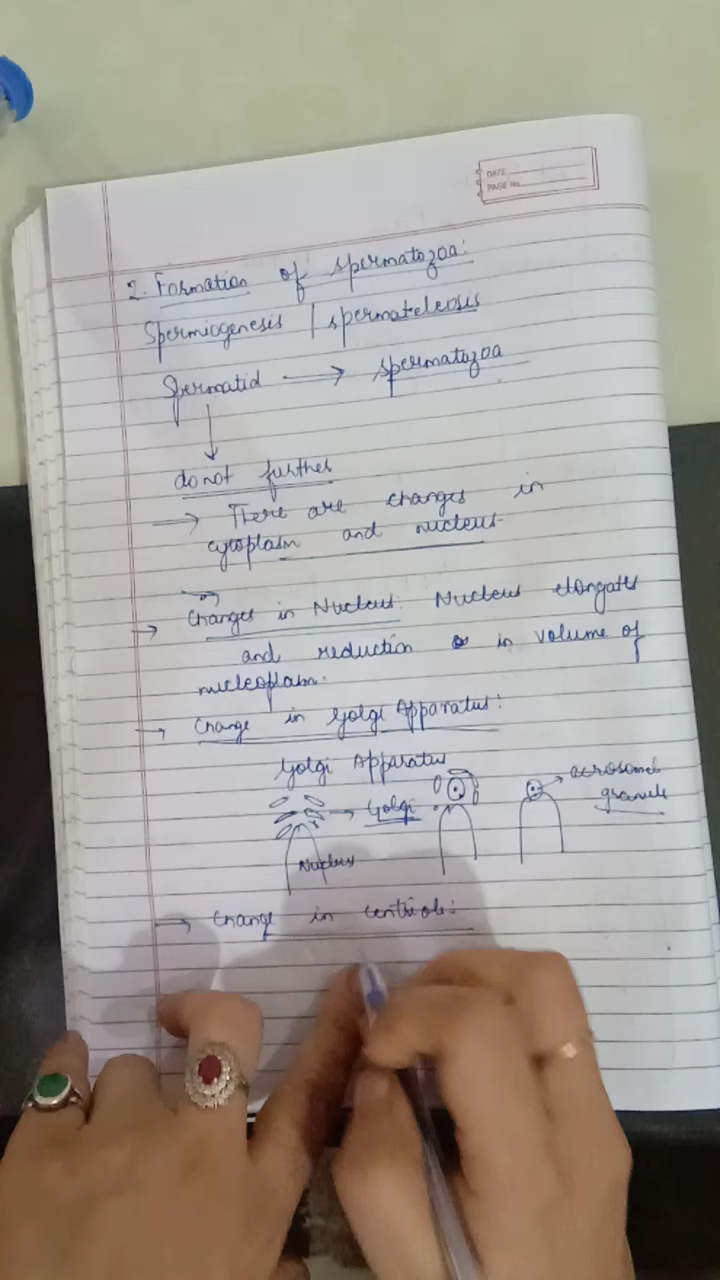 DATE
PAGE No.
2. Formation of spermatozoa:
Spermiogenesis / spermateleosis
Spermatid → spermatozoa
↓
do not further
→ There are changes in
cytoplasm and nucleus.
→ Changes in Nucleus: Nucleus elongates
and reduction in volume of
nucleoplasm.
→ Change in Golgi Apparatus:
Golgi Apparatus
→ Golgi
→ acrosomal
granule
Nucleus
→ Change in centriole: